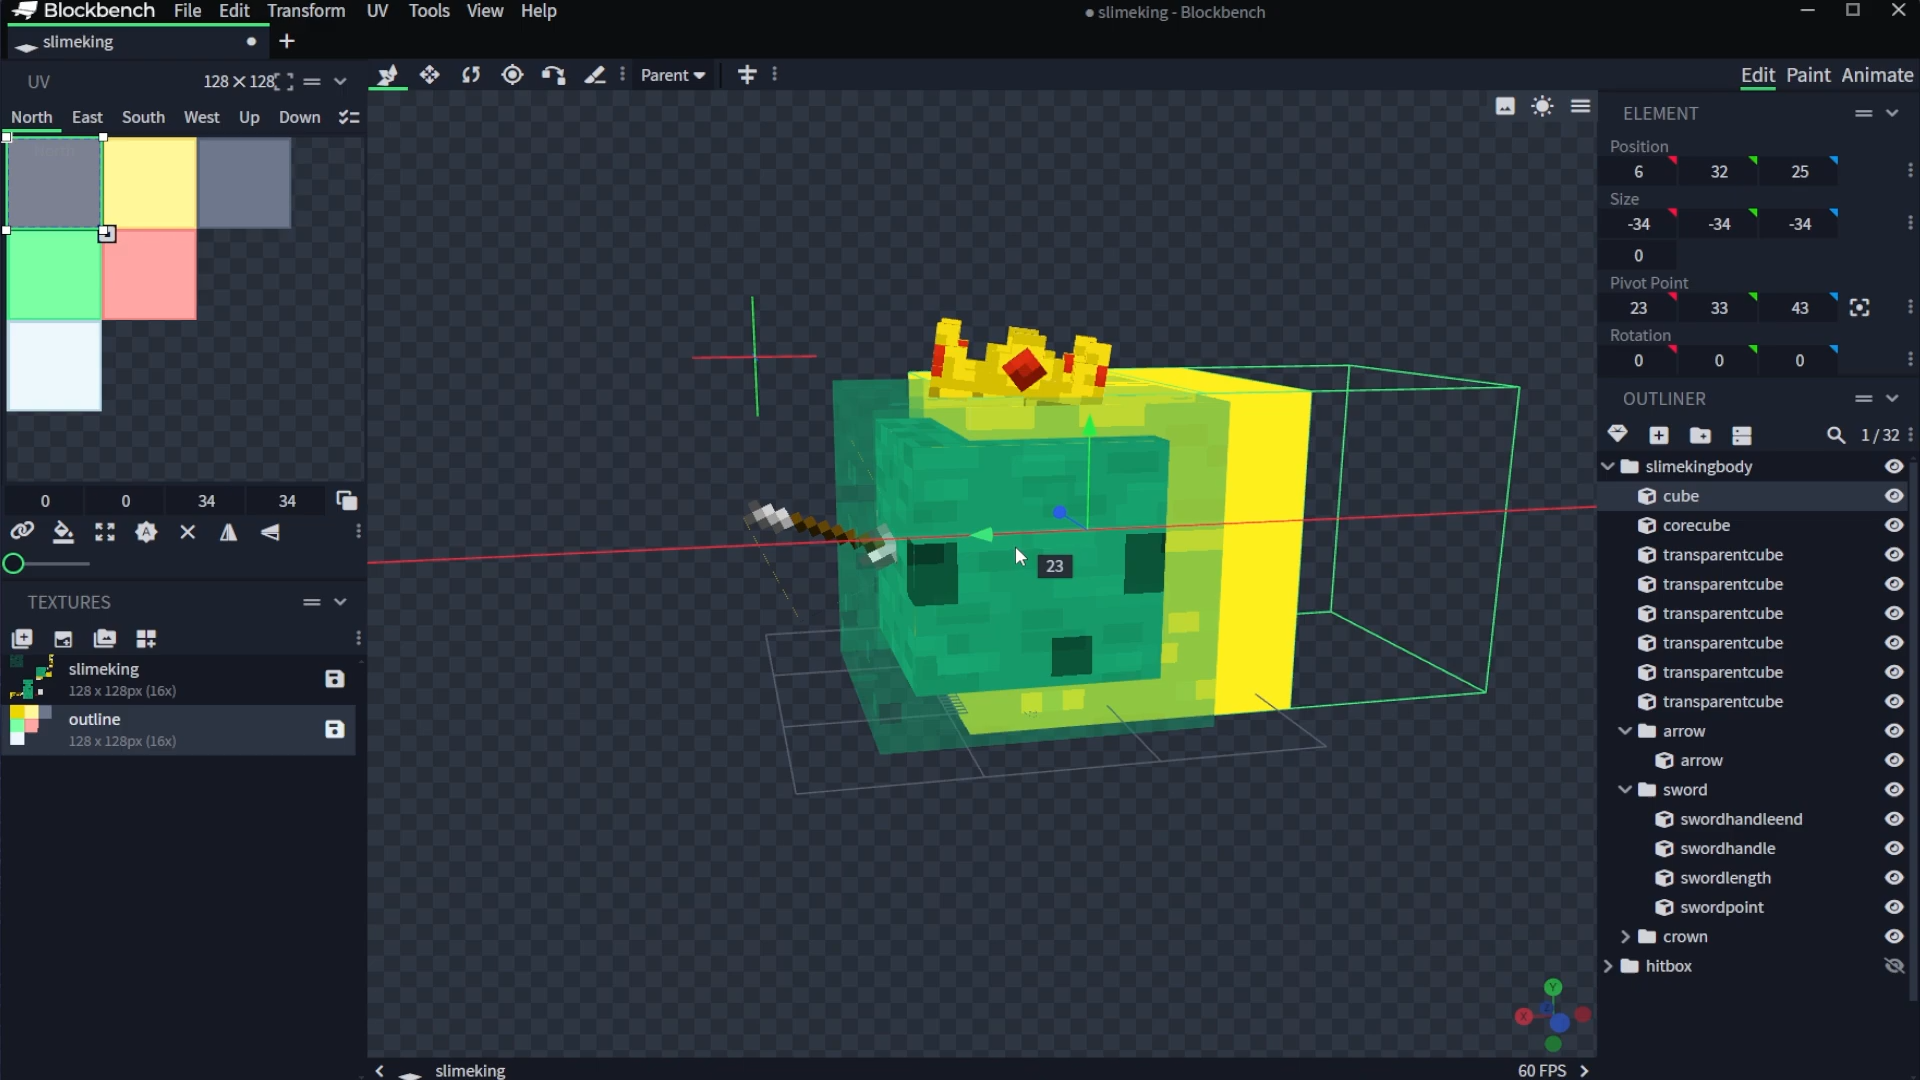 Blockbench File Edit Transform UV Tools View Help
● slimeking - Blockbench
slimeking
UV 128×128
North East South West Up Down
0 0 34 34
TEXTURES
slimeking
128 x 128px (16x)
outline
128 x 128px (16x)
Parent
23
slimeking
60 FPS
Edit Paint Animate
ELEMENT
Position
6 32 25
Size
-34 -34 -34
0
Pivot Point
23 33 43
Rotation
0 0 0
OUTLINER
1 / 32
slimekingbody
cube
corecube
transparentcube
transparentcube
transparentcube
transparentcube
transparentcube
transparentcube
arrow
arrow
sword
swordhandleend
swordhandle
swordlength
swordpoint
crown
hitbox
Y
X